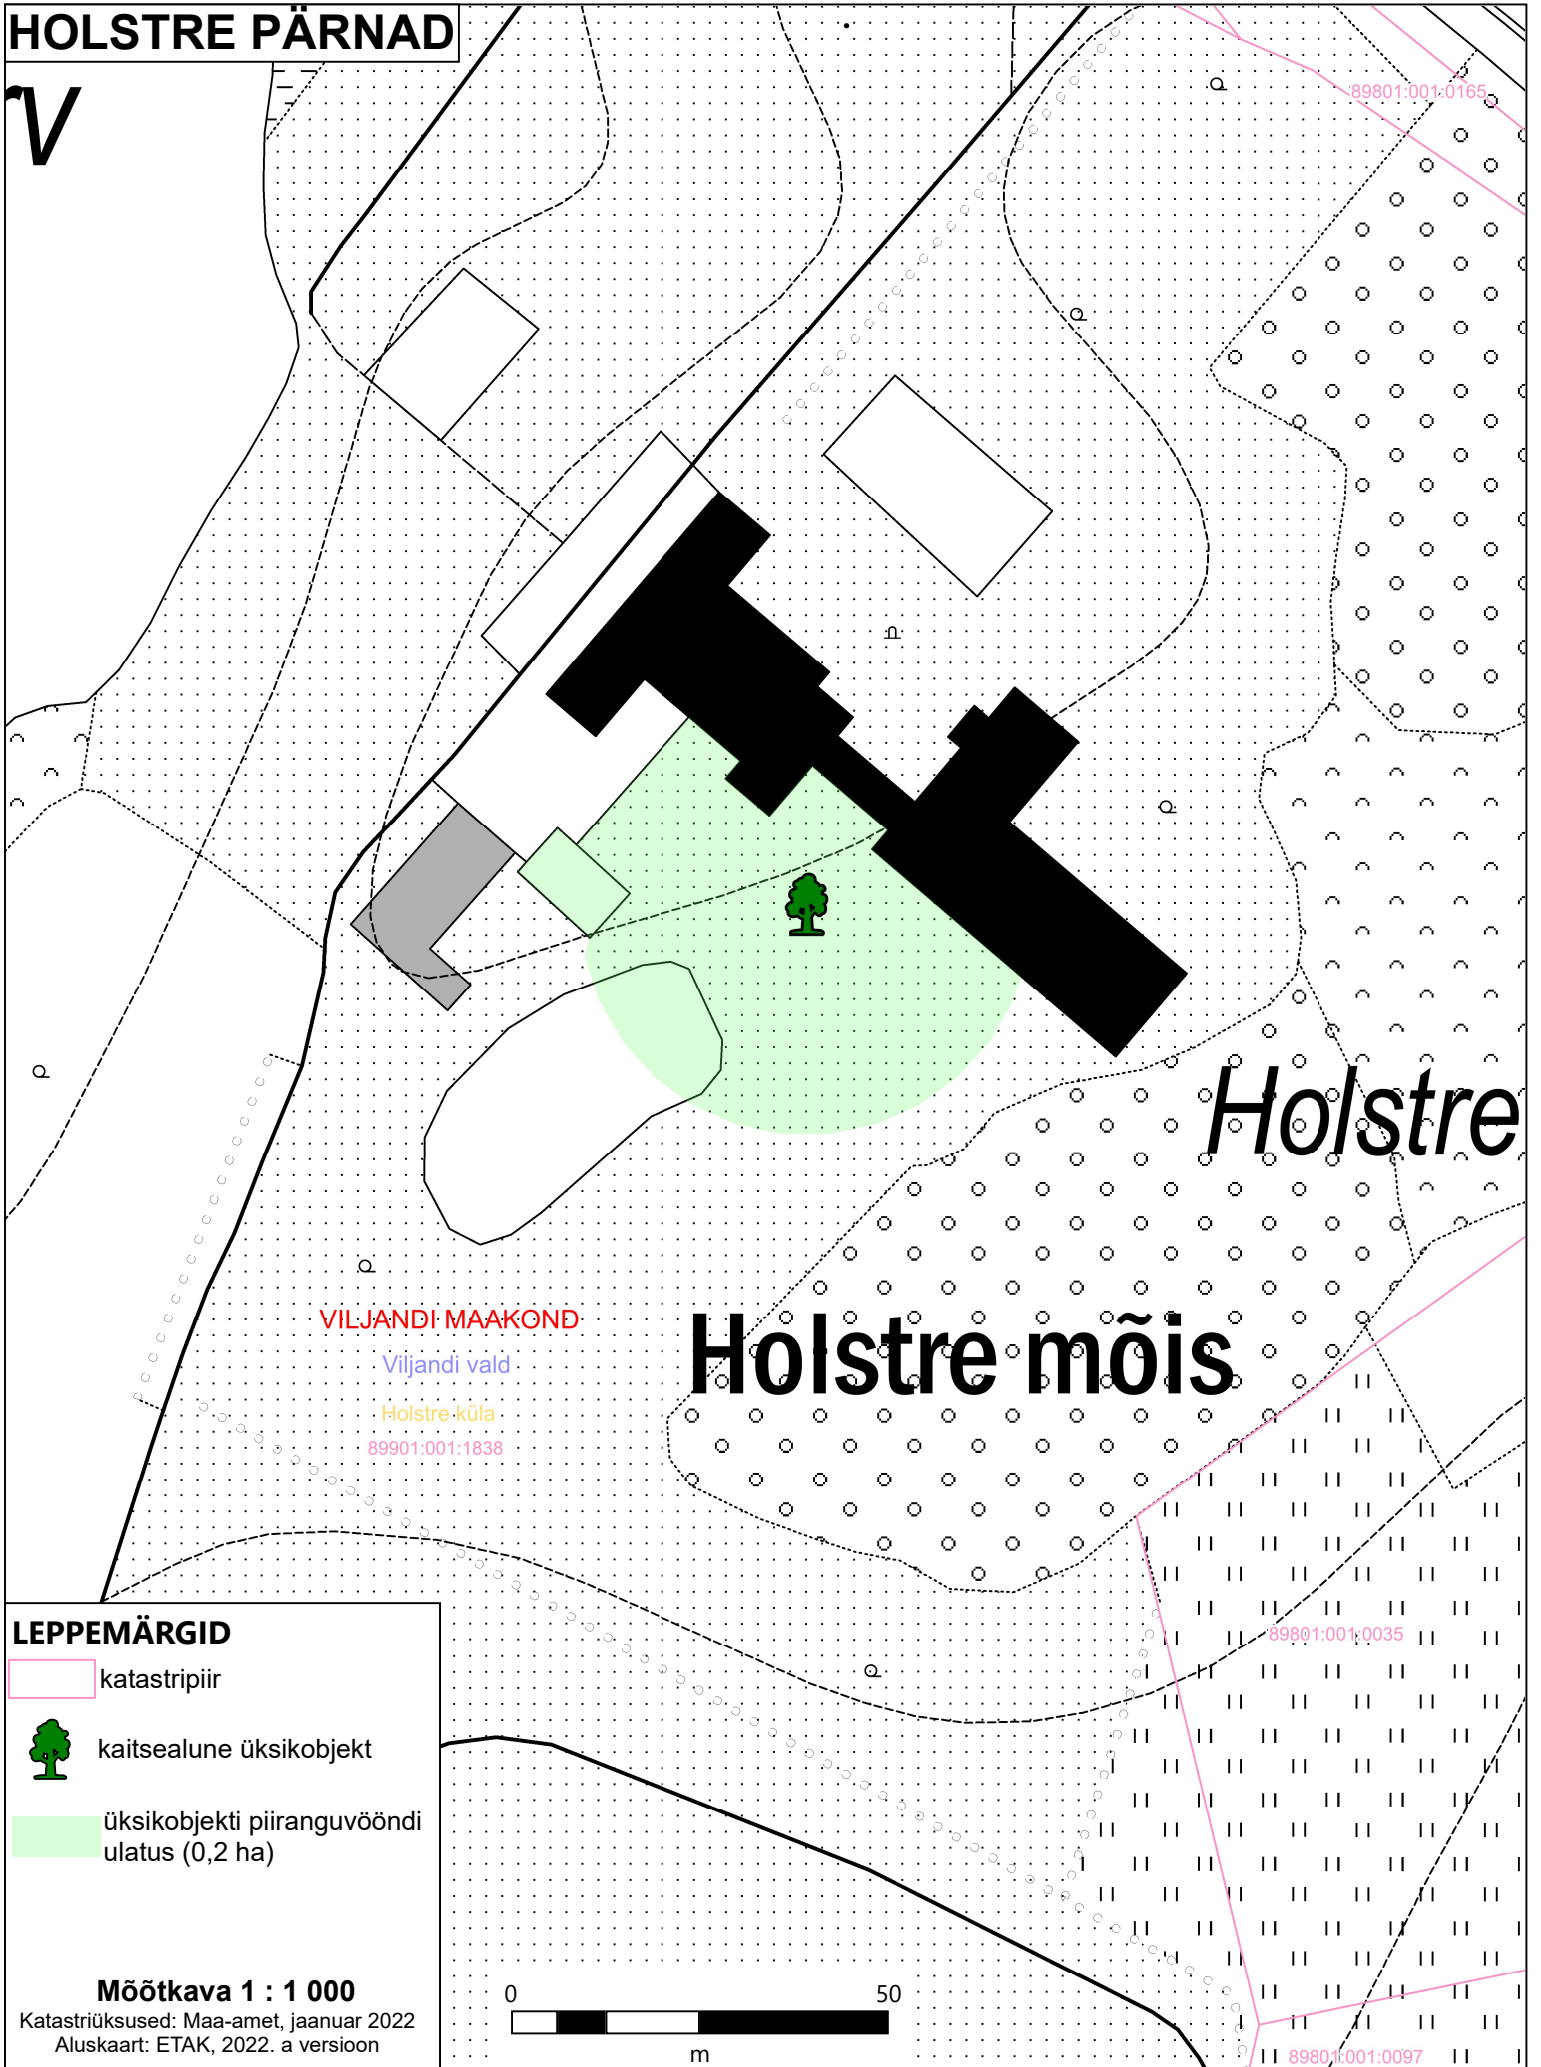 HOLSTRE PÄRNAD
rv
89801:001:0165
Holstre
VILJANDI MAAKOND
Viljandi vald
Holstre küla
89901:001:1838
Holstre mõis
89801:001:0035
LEPPEMÄRGID
katastripiir
kaitsealune üksikobjekt
üksikobjekti piiranguvööndi
ulatus (0,2 ha)
Mõõtkava 1 : 1 000
Katastriüksused: Maa-amet, jaanuar 2022
Aluskaart: ETAK, 2022. a versioon
0 50
m
89801:001:0097